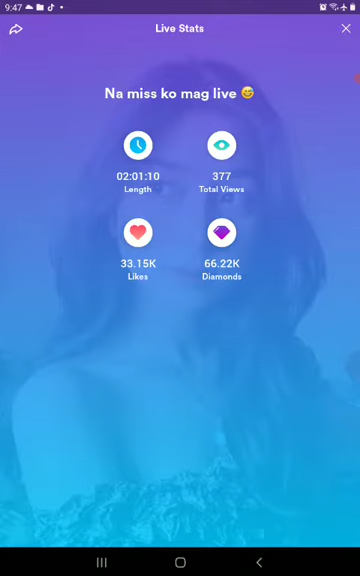 9:47
Live Stats
Na miss ko mag live 😅
02:01:10
Length
377
Total Views
33.15K
Likes
66.22K
Diamonds